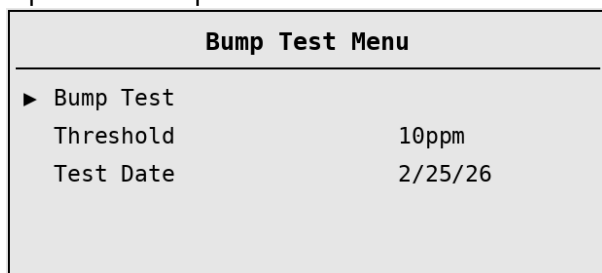 Bump Test Menu
▶ Bump Test
Threshold 10ppm
Test Date 2/25/26